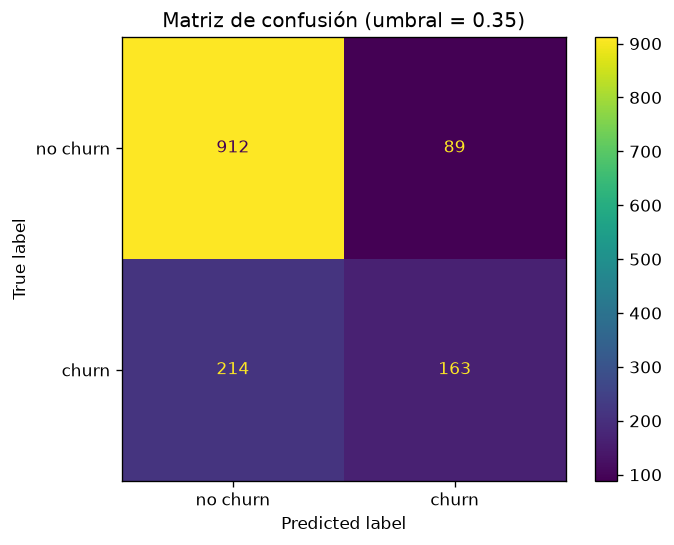 Matriz de confusión (umbral = 0.35)
True label
no churn
churn
912
89
214
163
no churn
churn
Predicted label
900
800
700
600
500
400
300
200
100